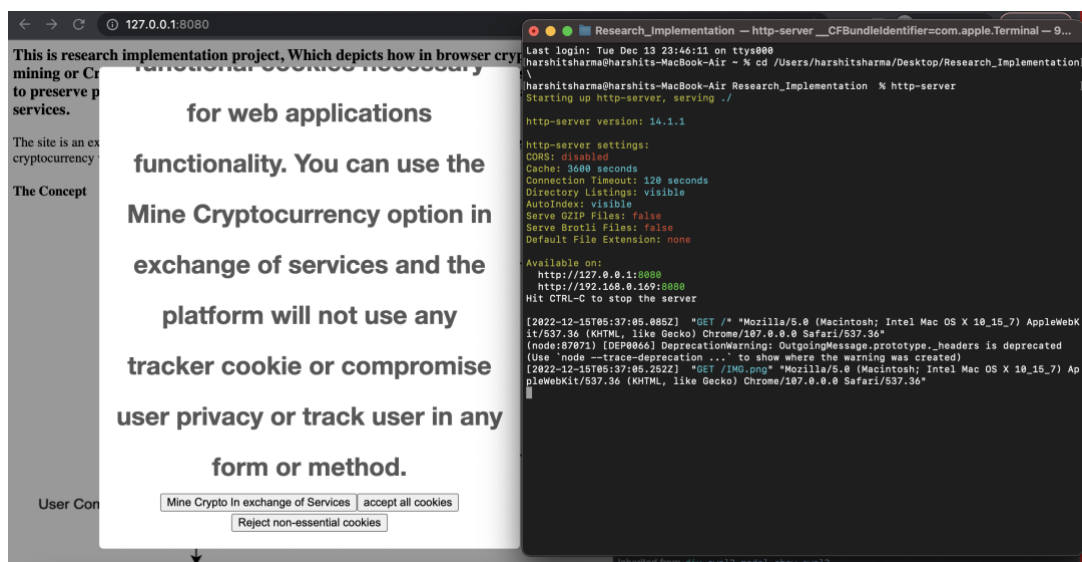 127.0.0.1:8080
This is research implementation project, Which depicts how in browser cryp
mining or Cr
to preserve p
services.
The site is an ex
cryptocurrency
The Concept
User Con
functional cookies necessary
for web applications
functionality. You can use the
Mine Cryptocurrency option in
exchange of services and the
platform will not use any
tracker cookie or compromise
user privacy or track user in any
form or method.
Mine Crypto In exchange of Services
accept all cookies
Reject non-essential cookies
Research_Implementation — http-server __CFBundleIdentifier=com.apple.Terminal — 9...
Last login: Tue Dec 13 23:46:11 on ttys000
harshitsharma@harshits-MacBook-Air ~ % cd /Users/harshitsharma/Desktop/Research_Implementation
\
[harshitsharma@harshits-MacBook-Air Research_Implementation % http-server
Starting up http-server, serving ./
http-server version: 14.1.1
http-server settings:
CORS: disabled
Cache: 3600 seconds
Connection Timeout: 120 seconds
Directory Listings: visible
AutoIndex: visible
Serve GZIP Files: false
Serve Brotli Files: false
Default File Extension: none
Available on:
http://127.0.0.1:8080
http://192.168.0.169:8080
Hit CTRL-C to stop the server
[2022-12-15T05:37:05.085Z] "GET /" "Mozilla/5.0 (Macintosh; Intel Mac OS X 10_15_7) AppleWebK
it/537.36 (KHTML, like Gecko) Chrome/107.0.0.0 Safari/537.36"
(node:87071) [DEP0066] DeprecationWarning: OutgoingMessage.prototype._headers is deprecated
(Use `node --trace-deprecation ...` to show where the warning was created)
[2022-12-15T05:37:05.252Z] "GET /IMG.png" "Mozilla/5.0 (Macintosh; Intel Mac OS X 10_15_7) Ap
pleWebKit/537.36 (KHTML, like Gecko) Chrome/107.0.0.0 Safari/537.36"